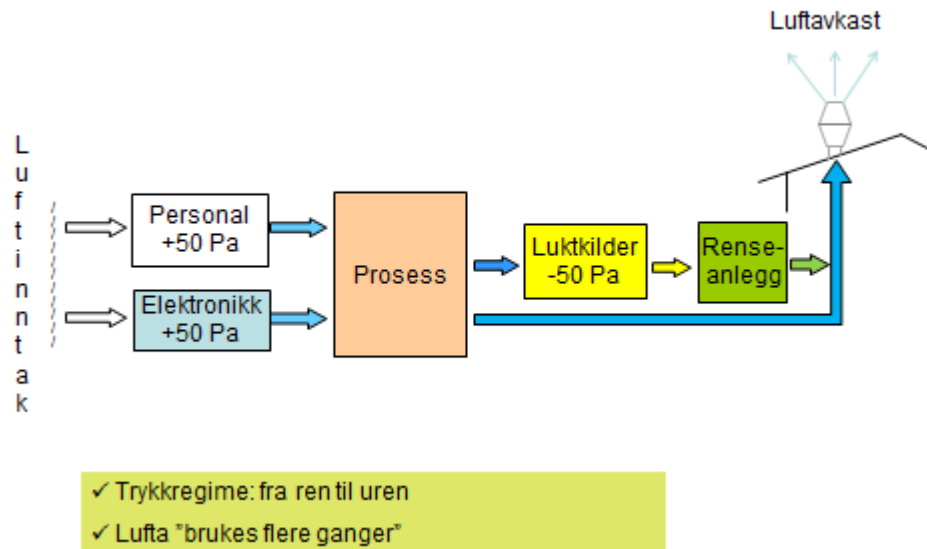 Luftavkast
Luftinntak
Personal
+50 Pa
Elektronikk
+50 Pa
Prosess
Luktkilder
-50 Pa
Rense-
anlegg
✓ Trykkregime: fra ren til uren
✓ Lufta ”brukes flere ganger”